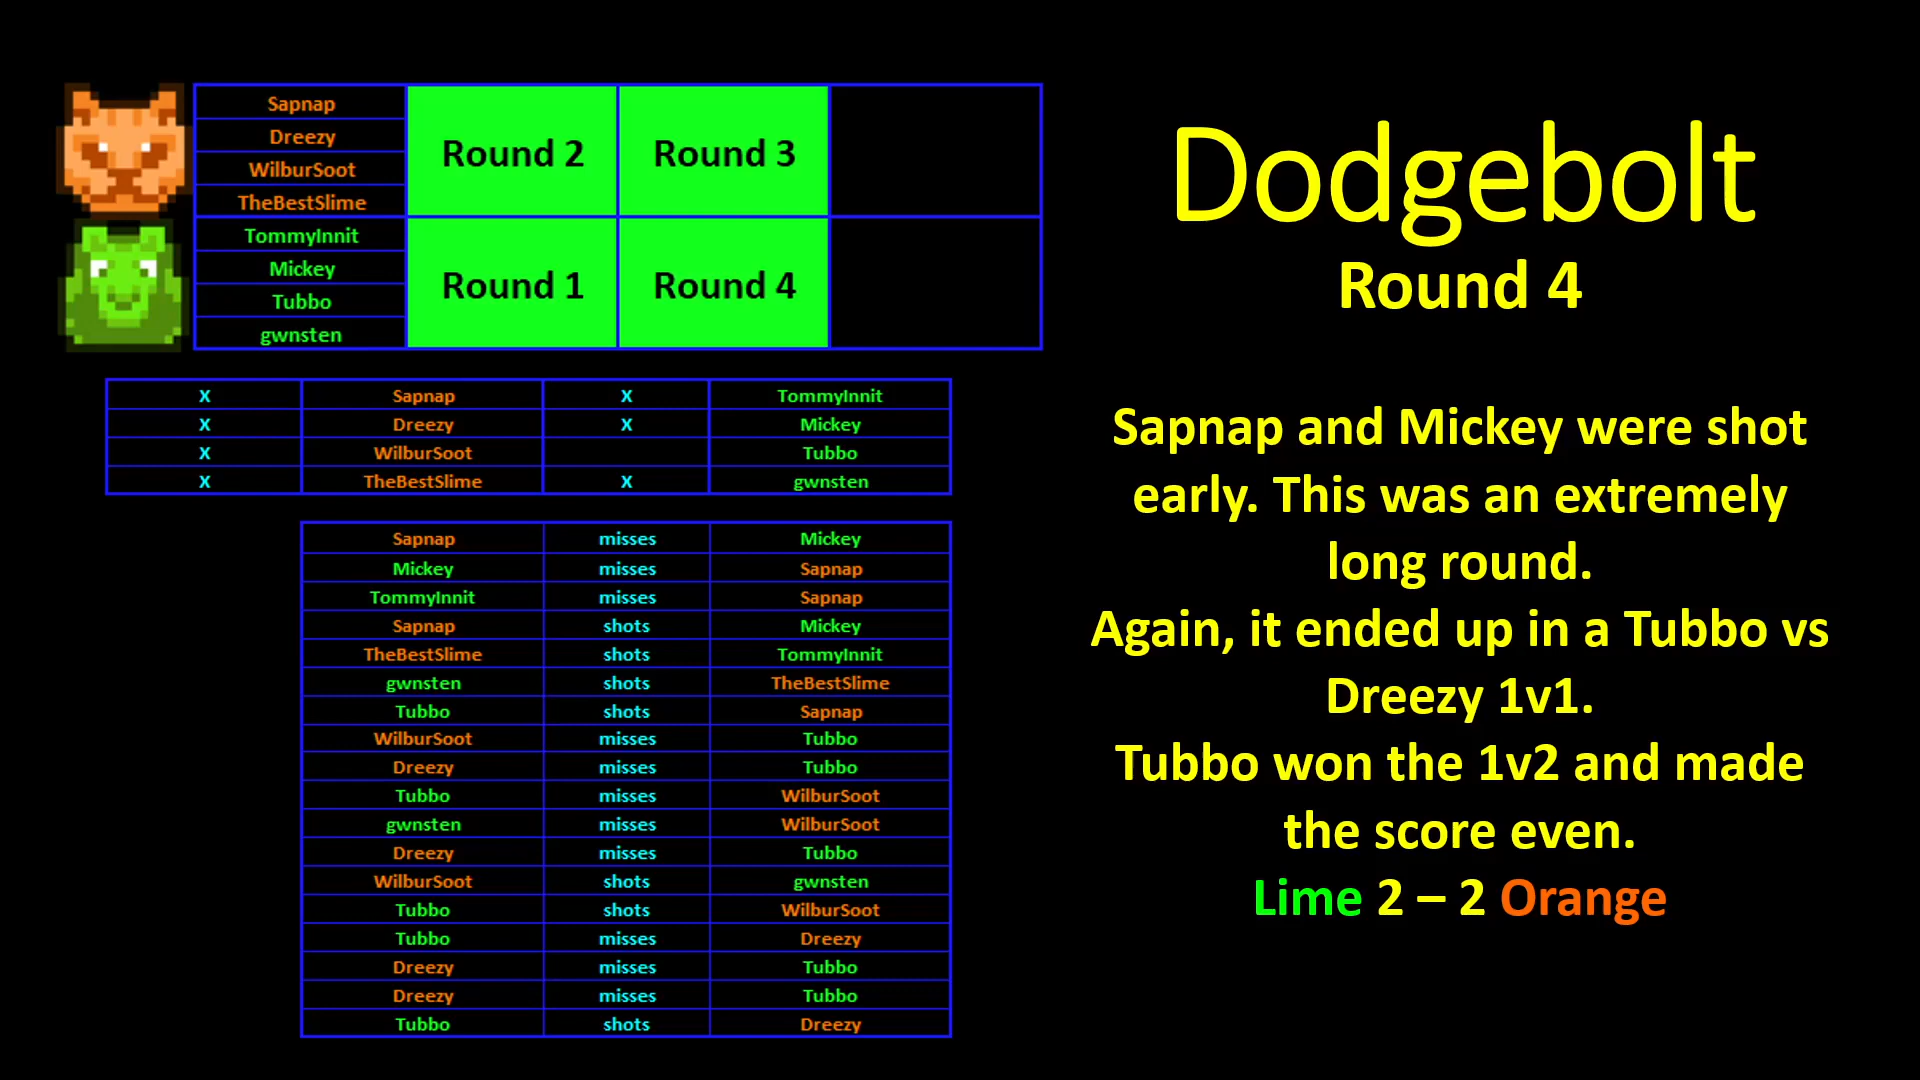 Sapnap
Dreezy
WilburSoot
TheBestSlime
Round 2 Round 3
TommyInnit
Mickey
Tubbo
gwnsten
Round 1 Round 4
X Sapnap X TommyInnit
X Dreezy X Mickey
X WilburSoot Tubbo
X TheBestSlime X gwnsten
Sapnap misses Mickey
Mickey misses Sapnap
TommyInnit misses Sapnap
Sapnap shots Mickey
TheBestSlime shots TommyInnit
gwnsten shots TheBestSlime
Tubbo shots Sapnap
WilburSoot misses Tubbo
Dreezy misses Tubbo
Tubbo misses WilburSoot
gwnsten misses WilburSoot
Dreezy misses Tubbo
WilburSoot shots gwnsten
Tubbo shots WilburSoot
Tubbo misses Dreezy
Dreezy misses Tubbo
Dreezy misses Tubbo
Tubbo shots Dreezy
Dodgebolt
Round 4
Sapnap and Mickey were shot
early. This was an extremely
long round.
Again, it ended up in a Tubbo vs
Dreezy 1v1.
Tubbo won the 1v2 and made
the score even.
Lime 2 – 2 Orange